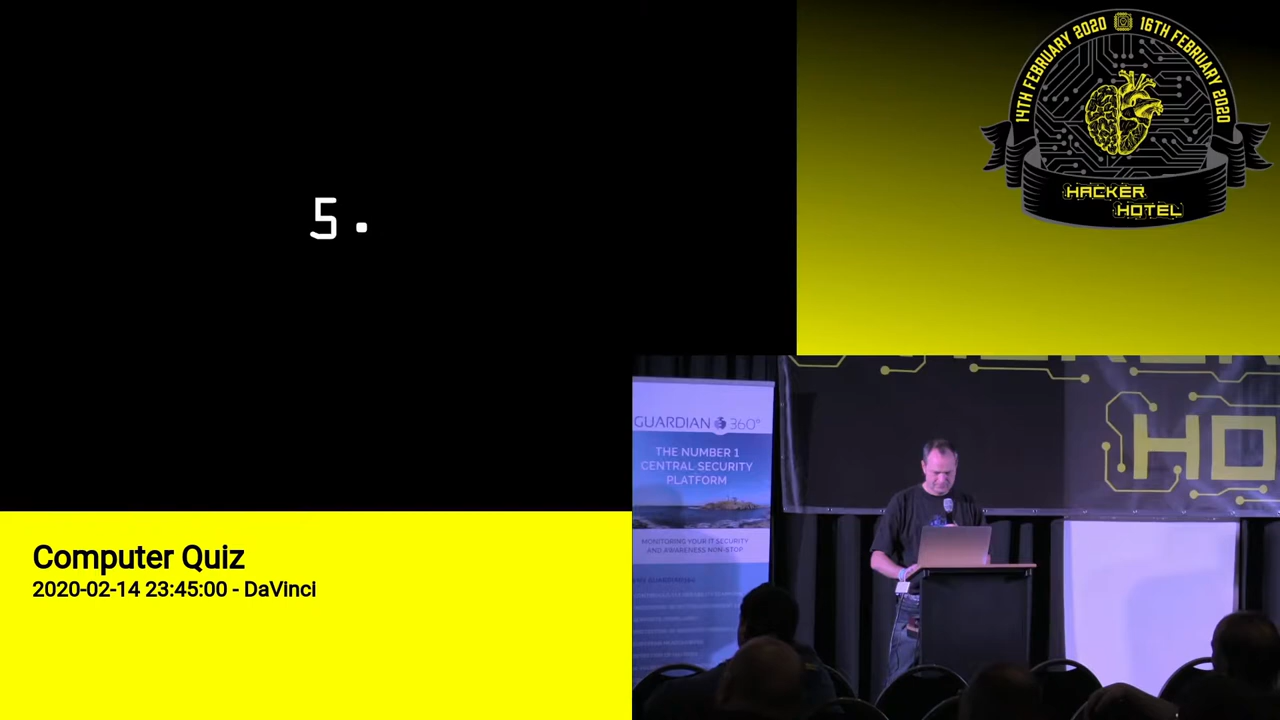 5.
14TH FEBRUARY 2020
16TH FEBRUARY 2020
HACKER
HOTEL
GUARDIAN 360°
THE NUMBER 1
CENTRAL SECURITY
PLATFORM
MONITORING YOUR IT SECURITY
AND AWARENESS NON-STOP
HO
Computer Quiz
2020-02-14 23:45:00 - DaVinci